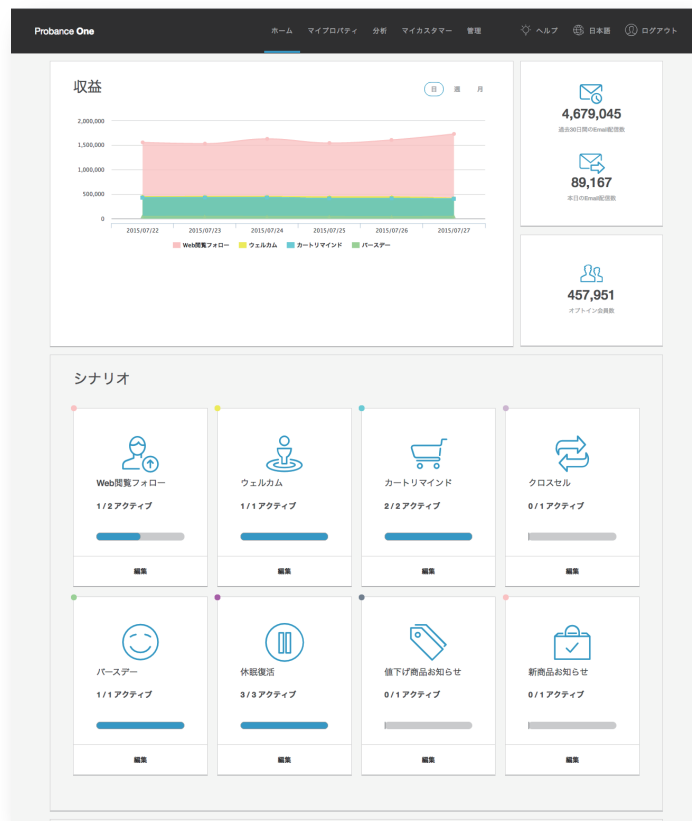 Probance One
ホーム マイプロパティ 分析 マイカスタマー 管理 ヘルプ 日本語 ログアウト
収益
日 週 月
2,000,000
1,500,000
1,000,000
500,000
0
2015/07/22 2015/07/23 2015/07/24 2015/07/25 2015/07/26 2015/07/27
Web閲覧フォロー ウェルカム カートリマインド バースデー
4,679,045
過去30日間のEmail配信数
89,167
本日のEmail配信数
457,951
オプトイン会員数
シナリオ
Web閲覧フォロー
1 / 2 アクティブ
編集
ウェルカム
1 / 1 アクティブ
編集
カートリマインド
2 / 2 アクティブ
編集
クロスセル
0 / 1 アクティブ
編集
バースデー
1 / 1 アクティブ
編集
休眠復活
3 / 3 アクティブ
編集
値下げ商品お知らせ
0 / 1 アクティブ
編集
新商品お知らせ
0 / 1 アクティブ
編集